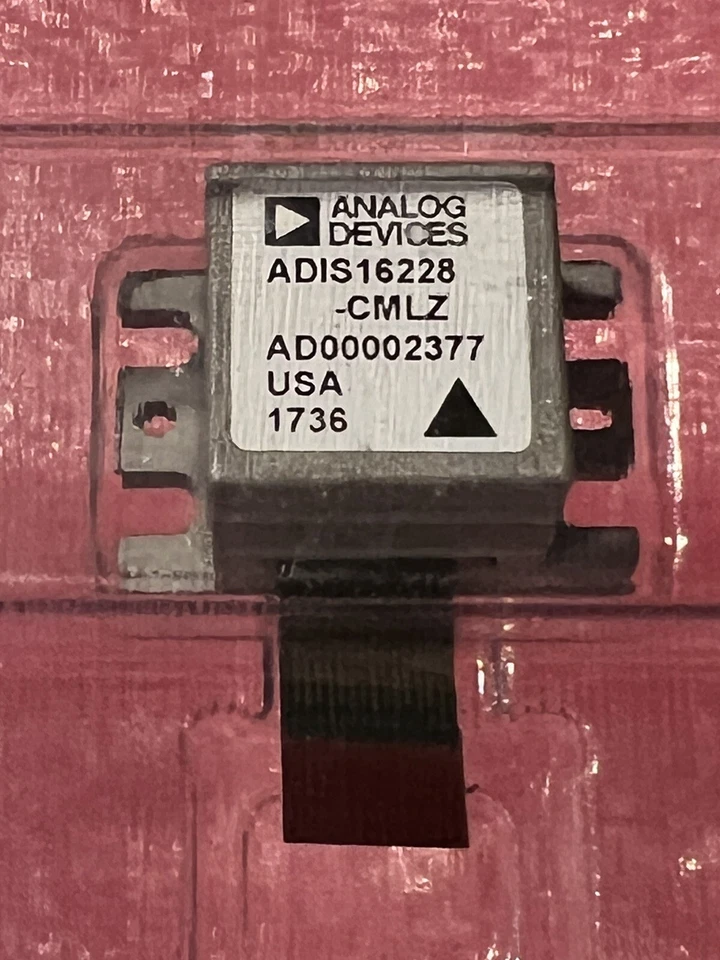 ANALOG
DEVICES
ADIS16228
-CMLZ
AD00002377
USA
1736